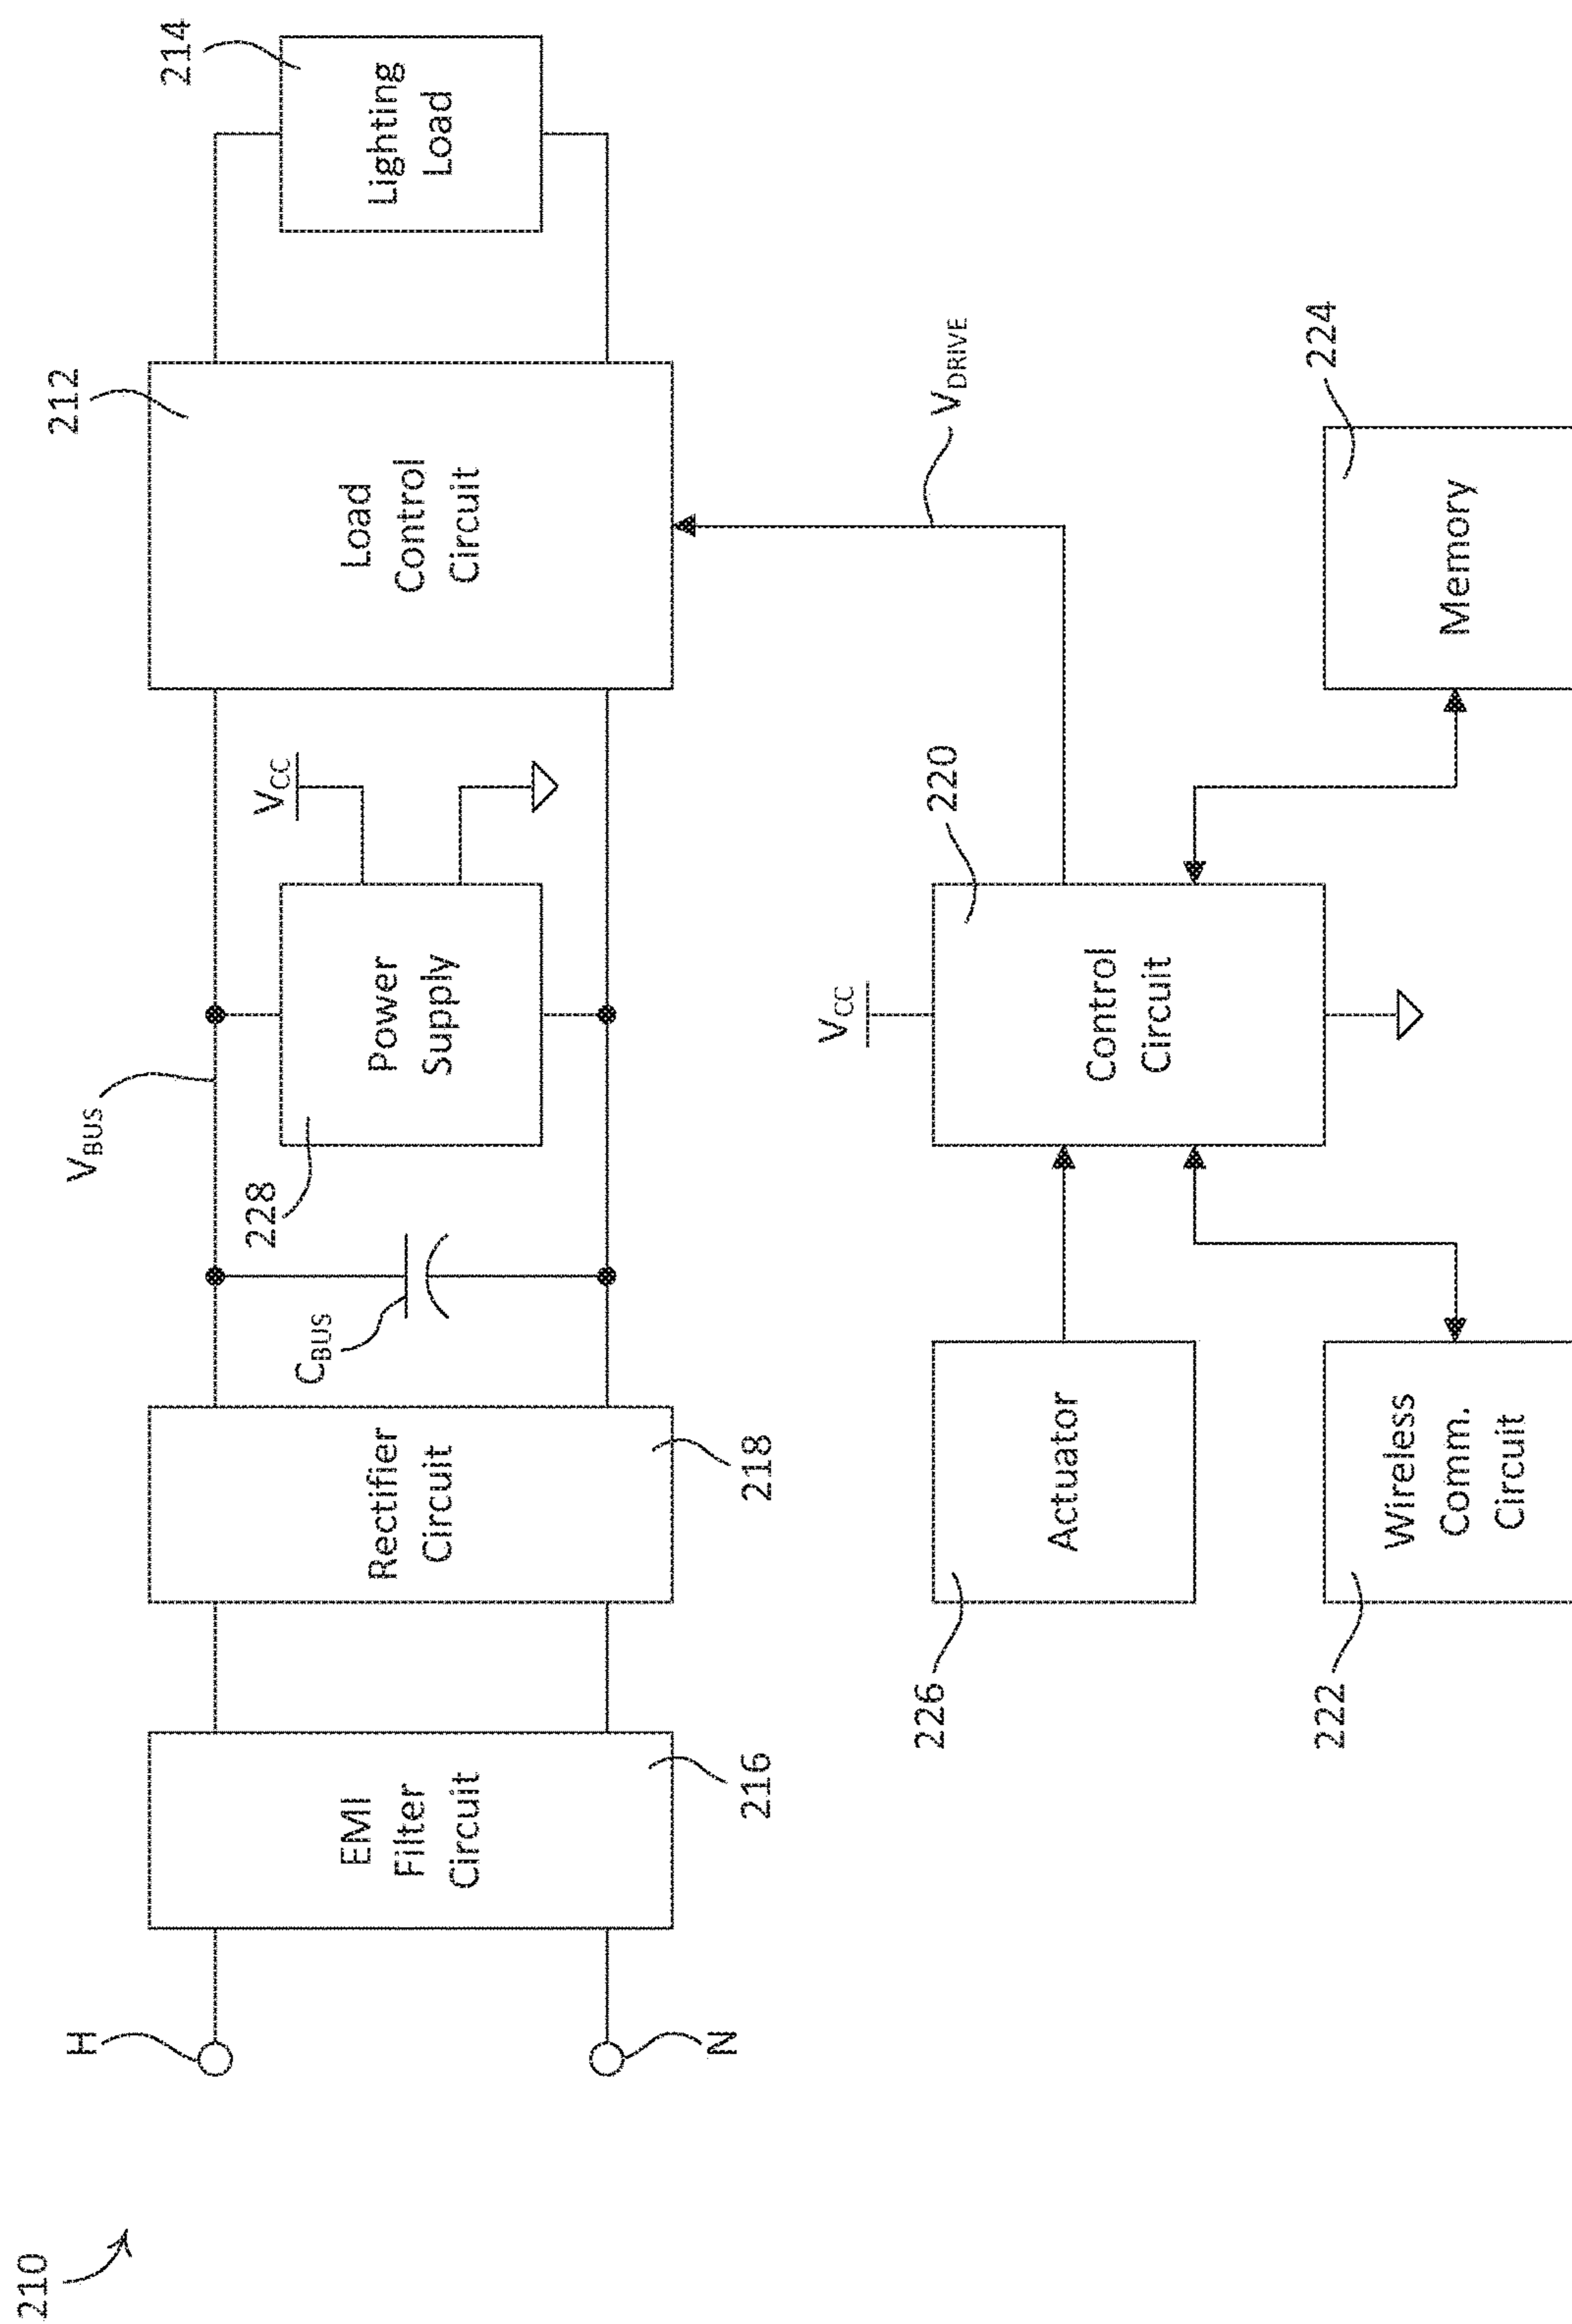 210
H
N
EMI
Filter
Circuit
216
Rectifier
Circuit
218
C_BUS
V_BUS
228
Power
Supply
V_CC
212
Load
Control
Circuit
214
Lighting
Load
V_DRIVE
226
Actuator
222
Wireless
Comm.
Circuit
V_CC
220
Control
Circuit
224
Memory